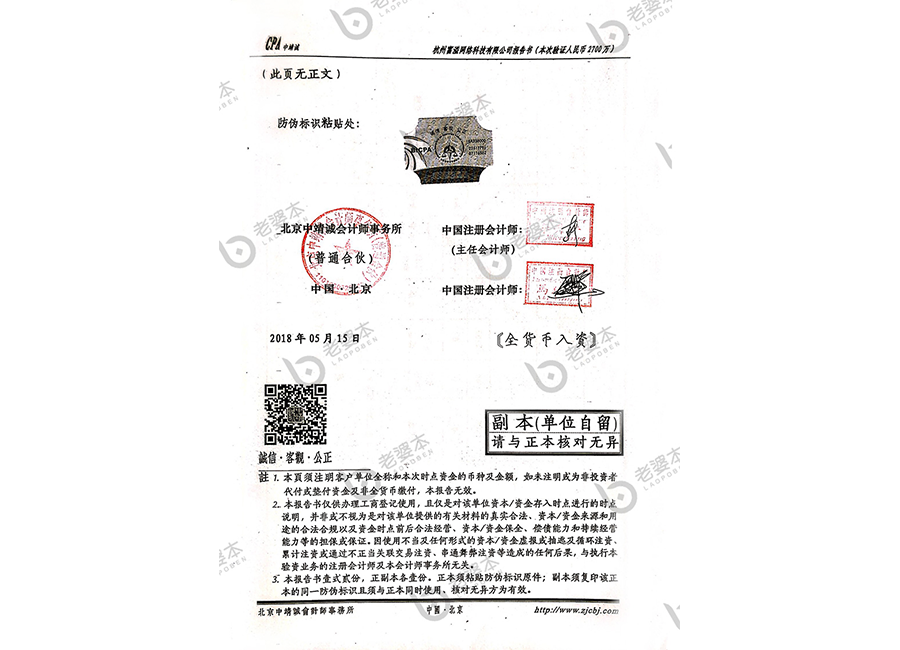 CPA 中靖诚
杭州富溢网络科技有限公司报告书（本次验证人民币2700万）
（此页无正文）
防伪标识粘贴处：
BICPA
北京中靖诚会计师事务所
（普通合伙）
中国·北京
中国注册会计师：
（主任会计师）
中国注册会计师：
2018 年 05 月 15 日
〖全货币入资〗
副本(单位自留)
请与正本核对无异
誠信·客觀·公正
註 1. 本頁须注明客户单位全称和本次时点资金的币种及金额，如未注明或为非投资者
代付或垫付资金及非全货币缴付，本报告无效。
2. 本报告书仅供办理工商登记使用，且仅是对该单位资本/资金存入时点进行的时点
说明，并非或不视为是对该单位提供的有关材料的真实合法、资本/资金来源和用
途的合法合规以及资金时点前后合法经营、资本/资金保全、偿债能力和持续经营
能力等的担保或保证。因使用不当及任何形式的资本/资金虚报或抽逃及循环注资、
累计注资或通过不正当关联交易注资、串通舞弊注资等造成的任何后果，与执行本
验资业务的注册会计师及本会计师事务所无关。
3. 本报告书壹式贰份，正副本各壹份。正本须粘贴防伪标识原件；副本须复印该正
本的同一防伪标识且须与正本同时使用、核对无异方为有效。
北京中靖誠會計師事務所
中國·北京
http://www.zjcbj.com
老婆本
LAOPOBEN